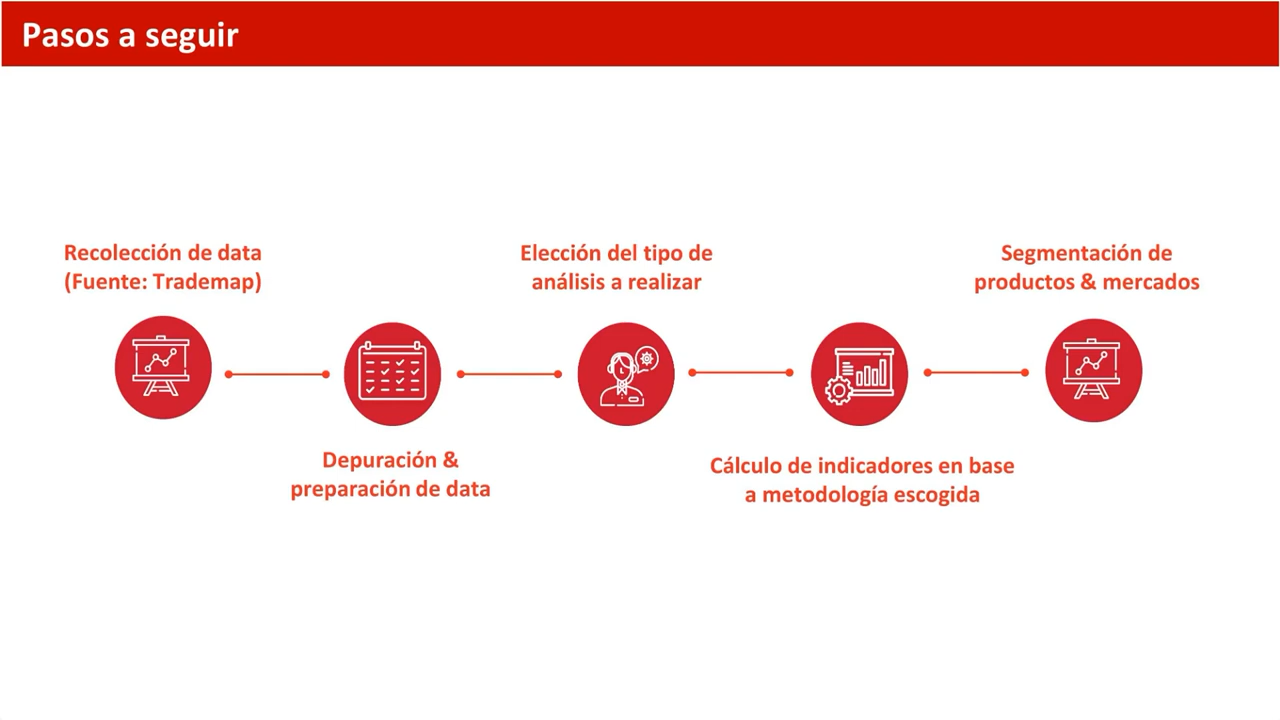 Pasos a seguir
Recolección de data
(Fuente: Trademap)
Depuración &
preparación de data
Elección del tipo de
análisis a realizar
Cálculo de indicadores en base
a metodología escogida
Segmentación de
productos & mercados